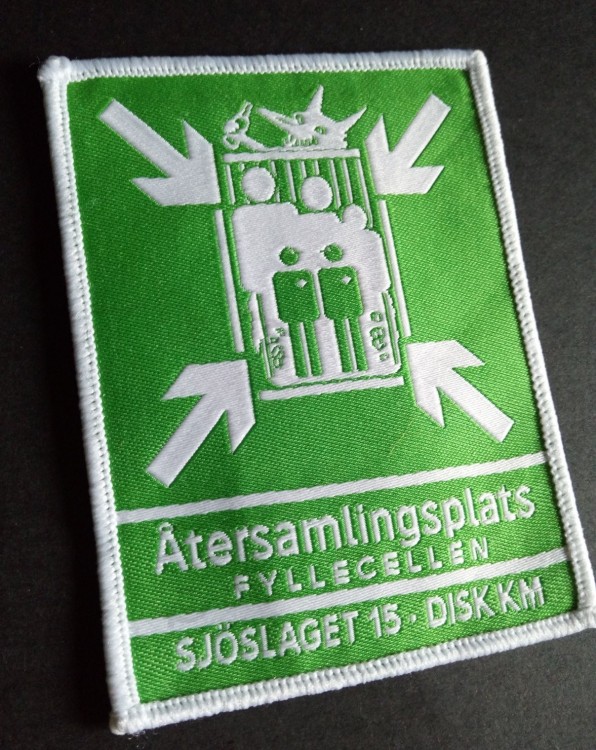 Återsamlingsplats
FYLLECELLEN
SJÖSLAGET 15 · DISK KM